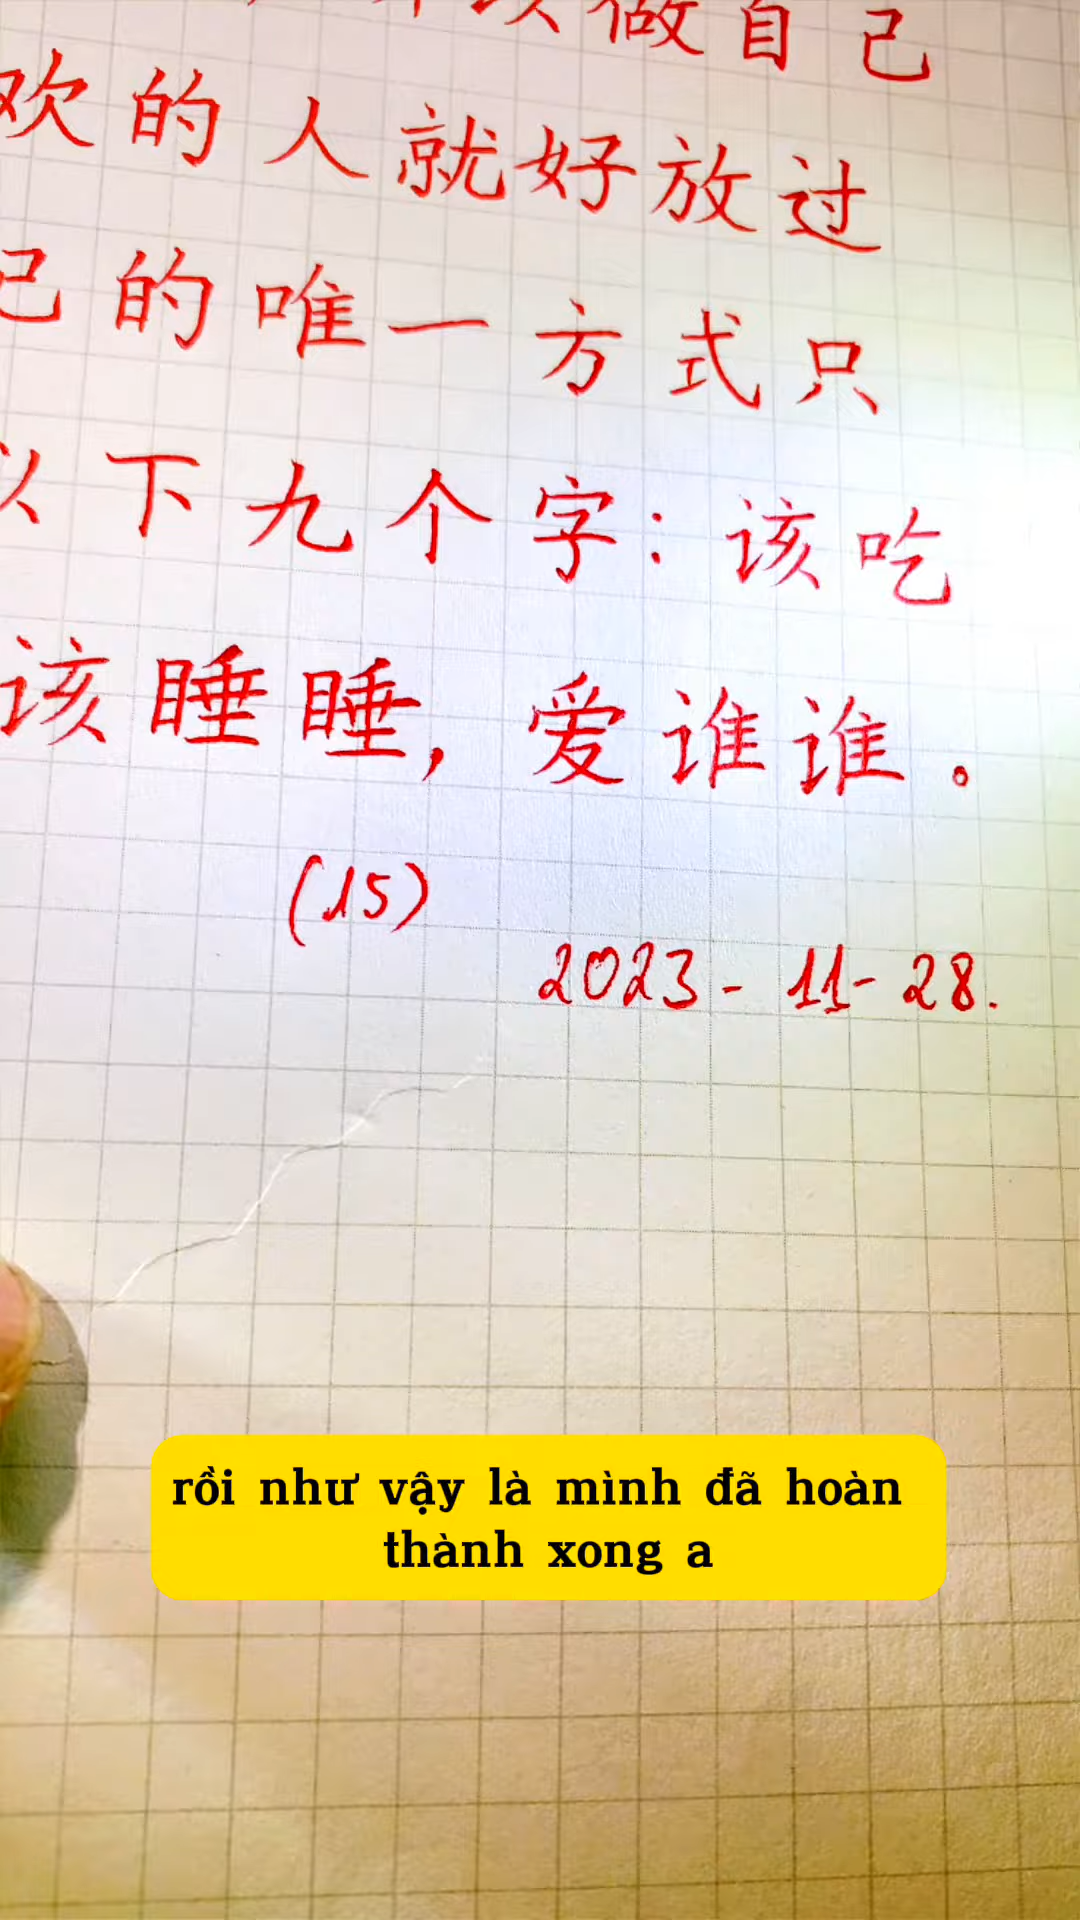 做自己
欢的人就好放过
己的唯一方式只
以下九个字：该吃
该睡睡，爱谁谁。
(15)
2023-11-28.
rồi như vậy là mình đã hoàn
thành xong a